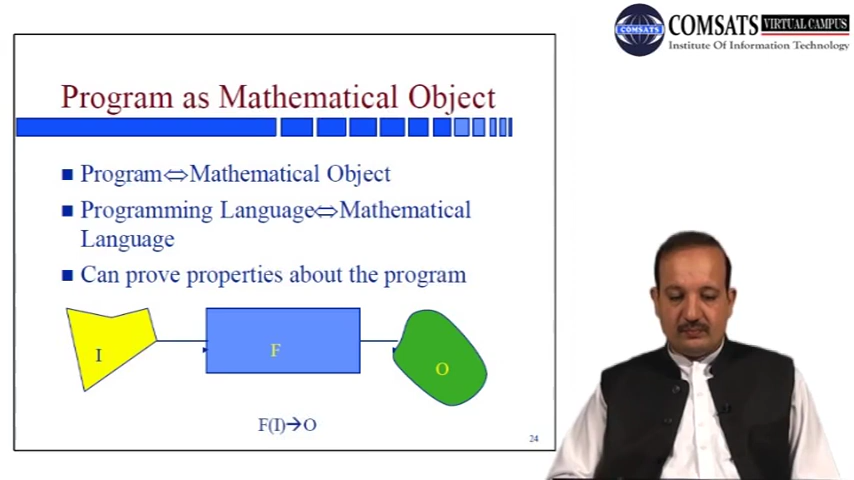 COMSATS VIRTUAL CAMPUS
COMSATS
Institute Of Information Technology
Program as Mathematical Object
Program⇔Mathematical Object
Programming Language⇔Mathematical
Language
Can prove properties about the program
I
F
O
F(I)→O
24